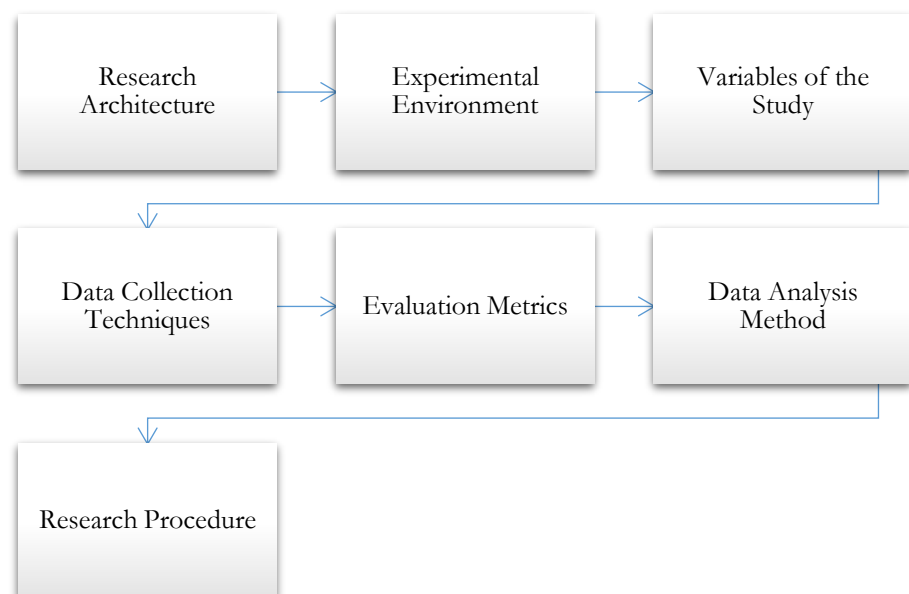 Research
Architecture
Experimental
Environment
Variables of the
Study
Data Collection
Techniques
Evaluation Metrics
Data Analysis
Method
Research Procedure